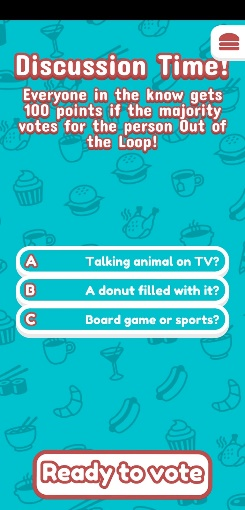 Discussion Time!
Everyone in the know gets
100 points if the majority
votes for the person Out of
the Loop!
A Talking animal on TV?
B A donut filled with it?
C Board game or sports?
Ready to vote